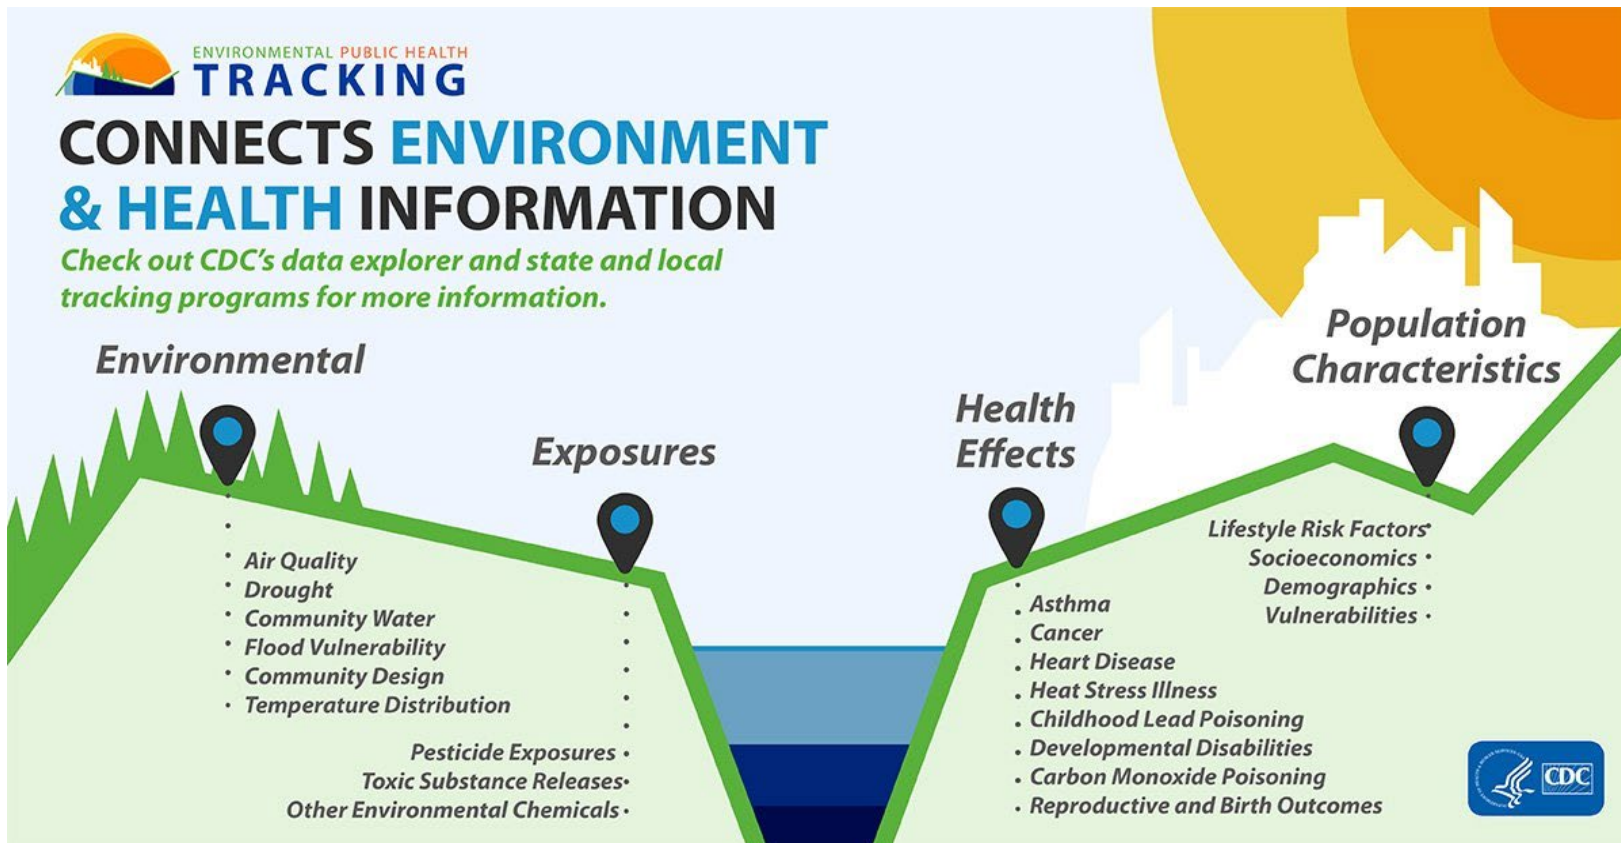 ENVIRONMENTAL PUBLIC HEALTH
TRACKING
CONNECTS ENVIRONMENT
& HEALTH INFORMATION
Check out CDC's data explorer and state and local
tracking programs for more information.
Environmental
Air Quality
Drought
Community Water
Flood Vulnerability
Community Design
Temperature Distribution
Exposures
Pesticide Exposures
Toxic Substance Releases
Other Environmental Chemicals
Health
Effects
Asthma
Cancer
Heart Disease
Heat Stress Illness
Childhood Lead Poisoning
Developmental Disabilities
Carbon Monoxide Poisoning
Reproductive and Birth Outcomes
Population
Characteristics
Lifestyle Risk Factors
Socioeconomics
Demographics
Vulnerabilities
CDC